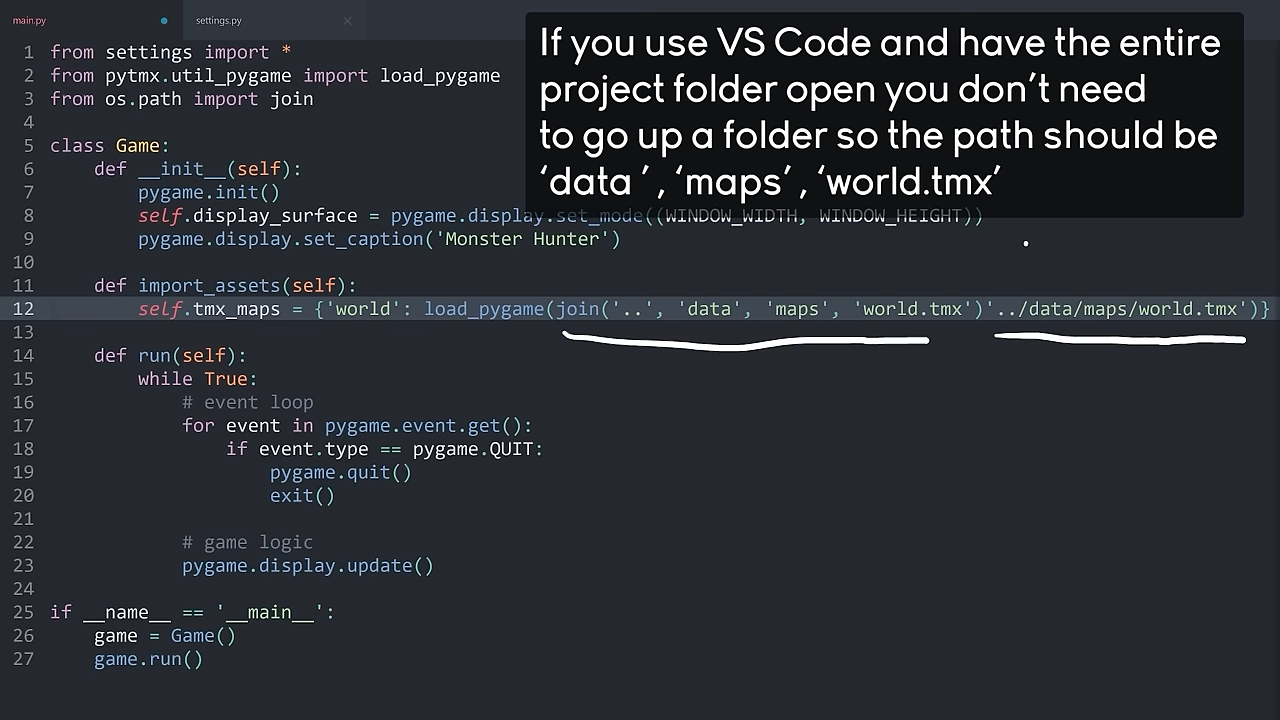 main.py
settings.py
If you use VS Code and have the entire
project folder open you don't need
to go up a folder so the path should be
‘data ’ , ‘maps’ , ‘world.tmx’
1 from settings import *
2 from pytmx.util_pygame import load_pygame
3 from os.path import join
4
5 class Game:
6     def __init__(self):
7         pygame.init()
8         self.display_surface = pygame.display.set_mode((WINDOW_WIDTH, WINDOW_HEIGHT))
9         pygame.display.set_caption('Monster Hunter')
10
11     def import_assets(self):
12         self.tmx_maps = {'world': load_pygame(join('..', 'data', 'maps', 'world.tmx')'../data/maps/world.tmx')}
13
14     def run(self):
15         while True:
16             # event loop
17             for event in pygame.event.get():
18                 if event.type == pygame.QUIT:
19                     pygame.quit()
20                     exit()
21
22             # game logic
23             pygame.display.update()
24
25 if __name__ == '__main__':
26     game = Game()
27     game.run()